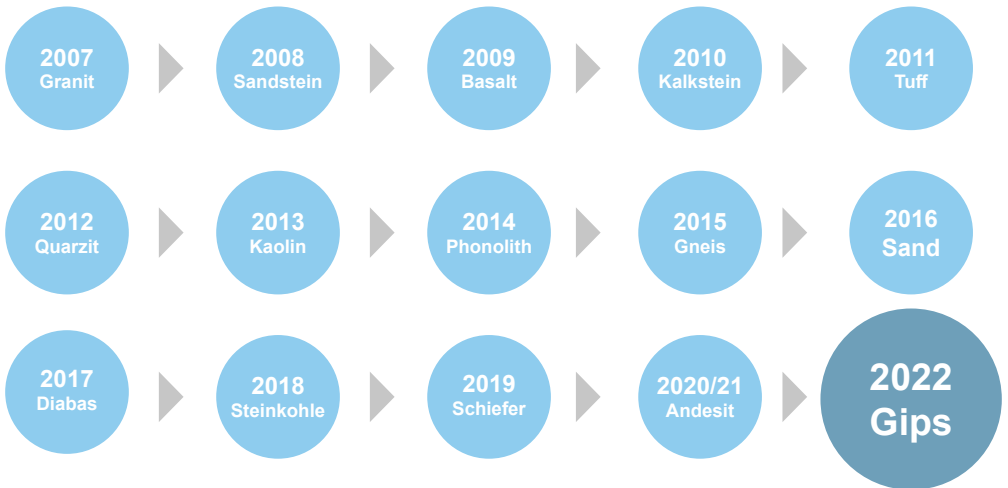 2007
Granit
2008
Sandstein
2009
Basalt
2010
Kalkstein
2011
Tuff
2012
Quarzit
2013
Kaolin
2014
Phonolith
2015
Gneis
2016
Sand
2017
Diabas
2018
Steinkohle
2019
Schiefer
2020/21
Andesit
2022
Gips